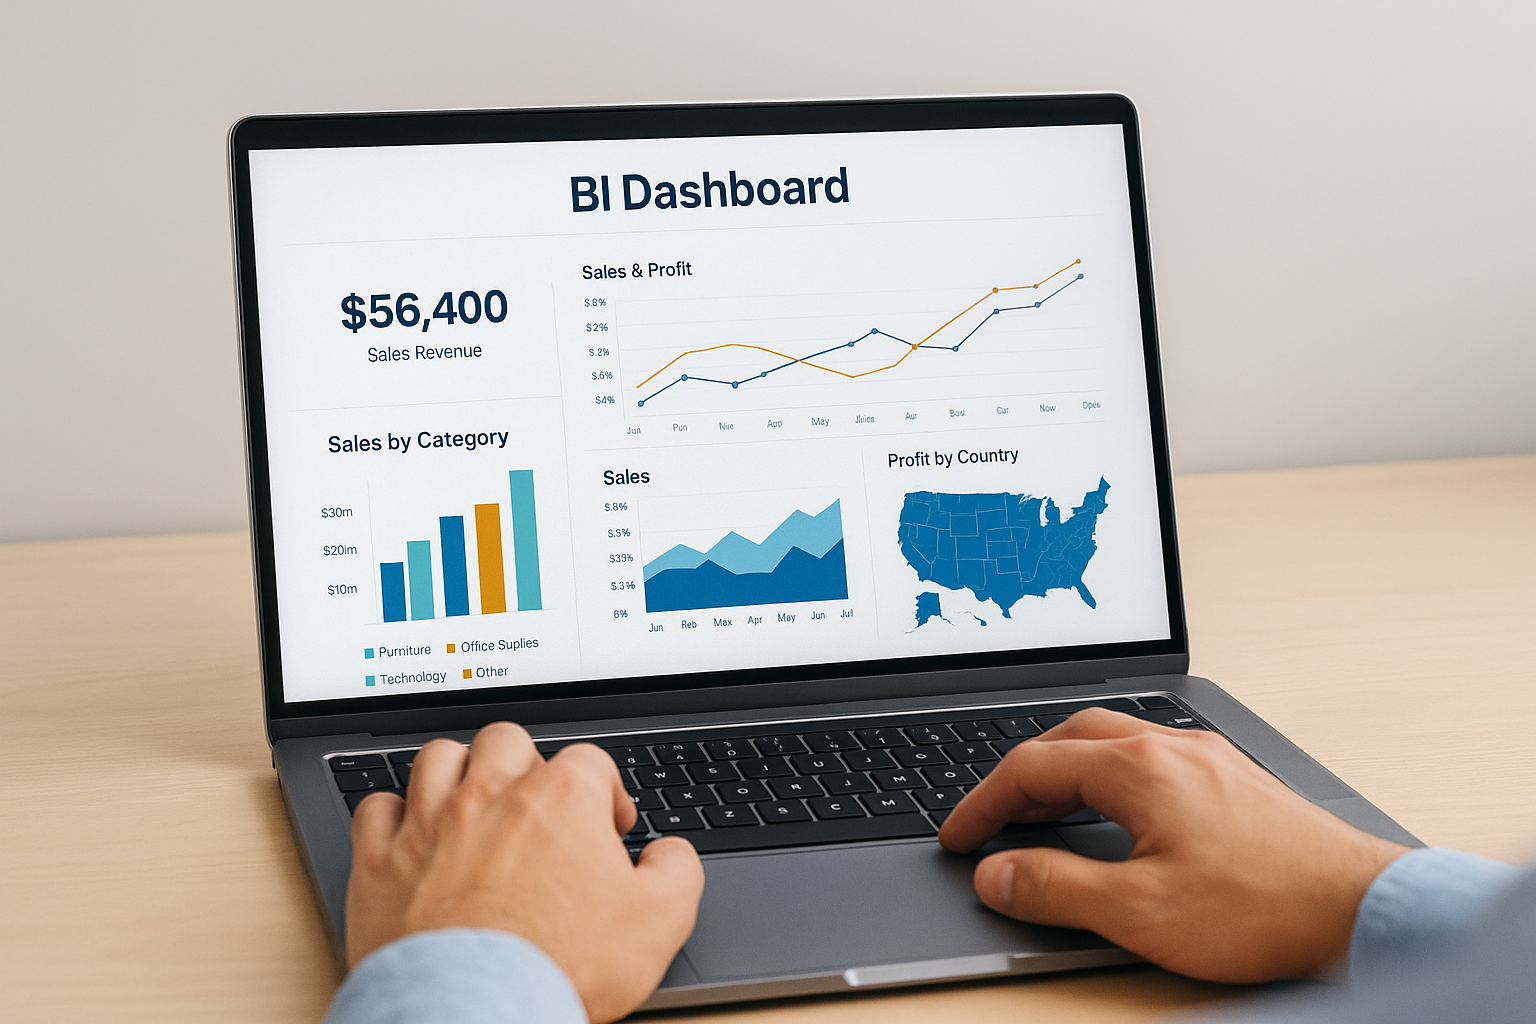 BI Dashboard
$56,400
Sales Revenue
Sales & Profit
$.8%
$2%
$.2%
$.6%
$4%
Jun Pun App May Aur Cur Now
Sales by Category
$30m
$20im
$10m
Purniture Office Suplies
Technology Other
Sales
$.8%
$.5%
$39%
$3%
6%
Jun Reb Max Apr May Jun Jul
Profit by Country